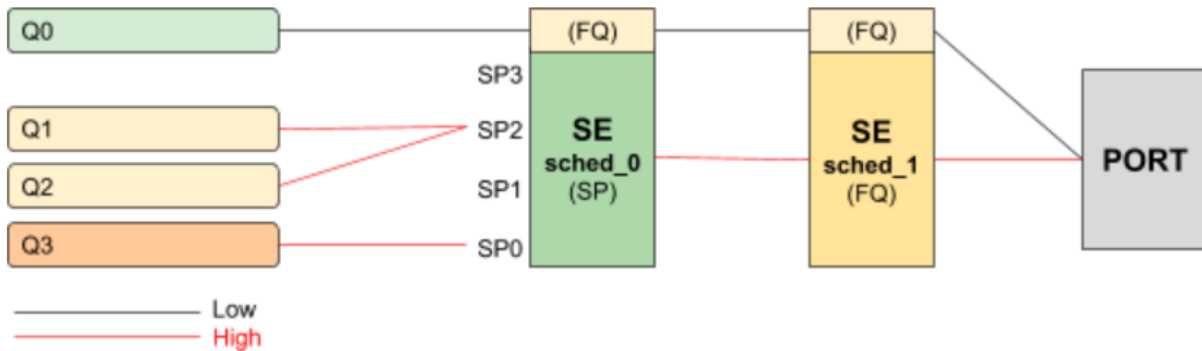 Q0
(FQ)
(FQ)
SP3
Q1
SP2
SE
sched_0
(SP)
SE
sched_1
(FQ)
PORT
Q2
SP1
Q3
SP0
Low
High